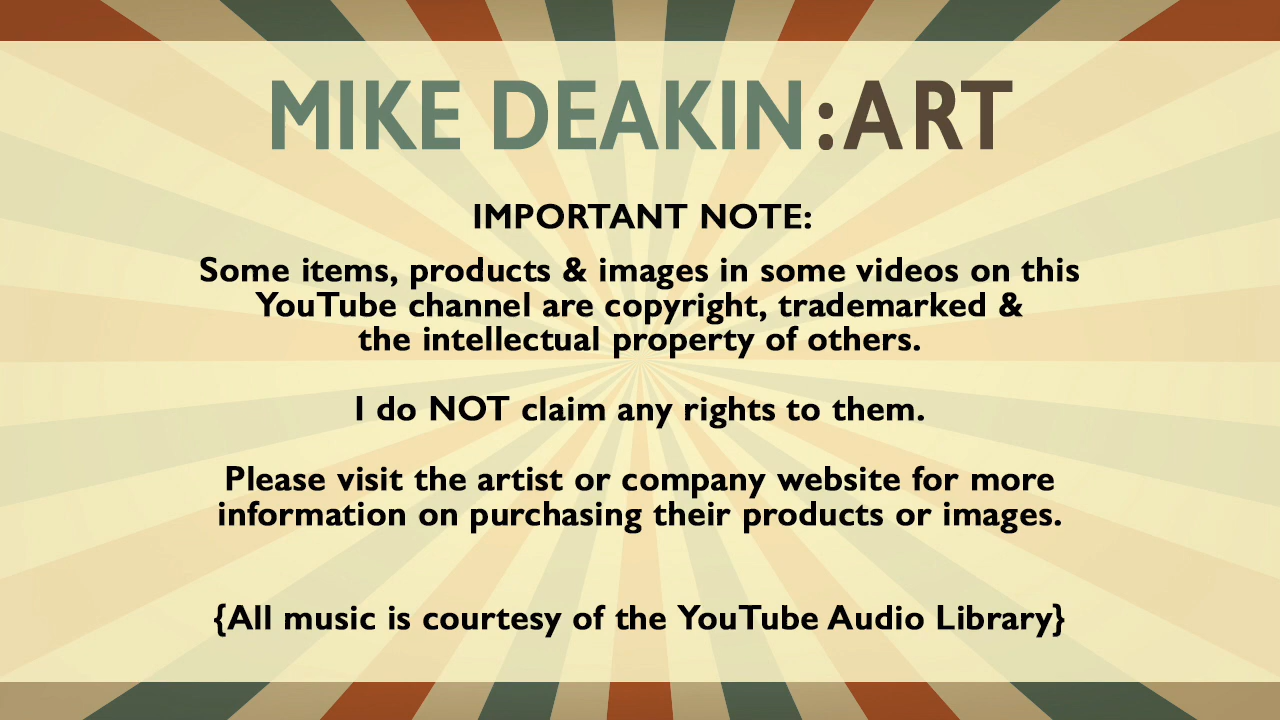 MIKE DEAKIN:ART
IMPORTANT NOTE:
Some items, products & images in some videos on this
YouTube channel are copyright, trademarked &
the intellectual property of others.
I do NOT claim any rights to them.
Please visit the artist or company website for more
information on purchasing their products or images.
{All music is courtesy of the YouTube Audio Library}